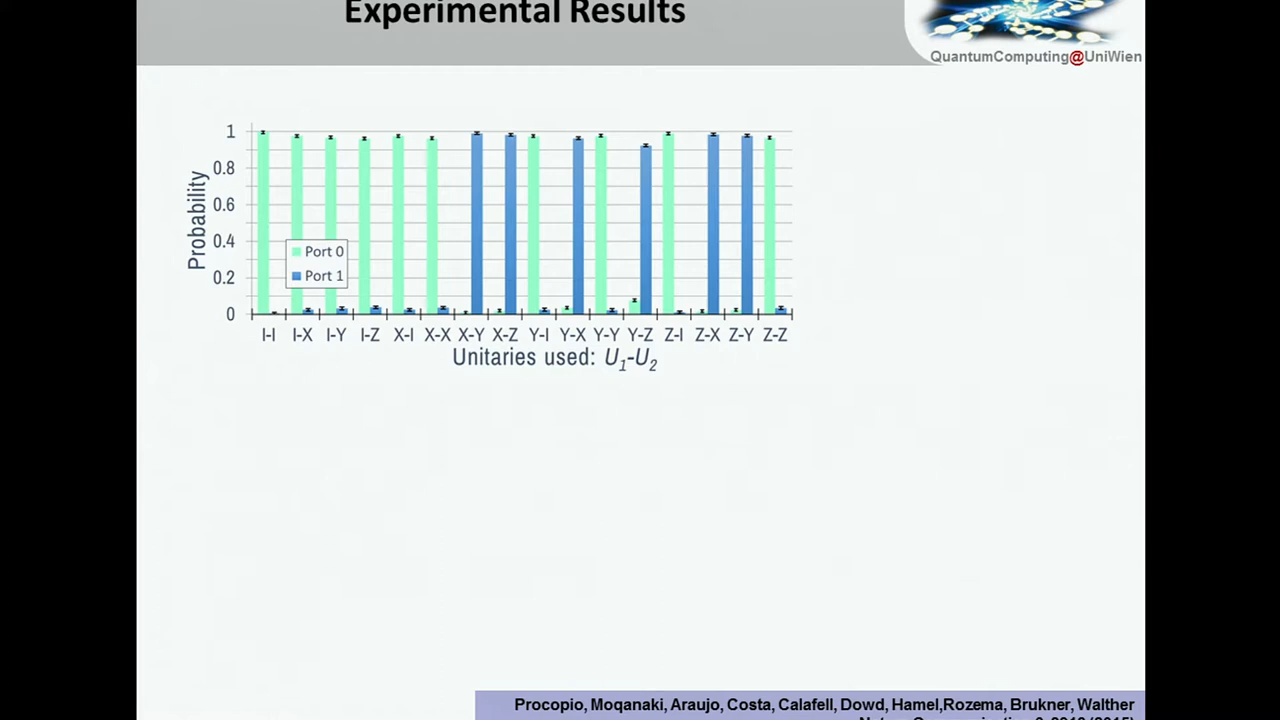 Experimental Results
QuantumComputing@UniWien
1
0.8
0.6
0.4
0.2
0
Probability
Port 0
Port 1
I-I I-X I-Y I-Z X-I X-X X-Y X-Z Y-I Y-X Y-Y Y-Z Z-I Z-X Z-Y Z-Z
Unitaries used: U1-U2
Procopio, Moqanaki, Araujo, Costa, Calafell, Dowd, Hamel,Rozema, Brukner, Walther